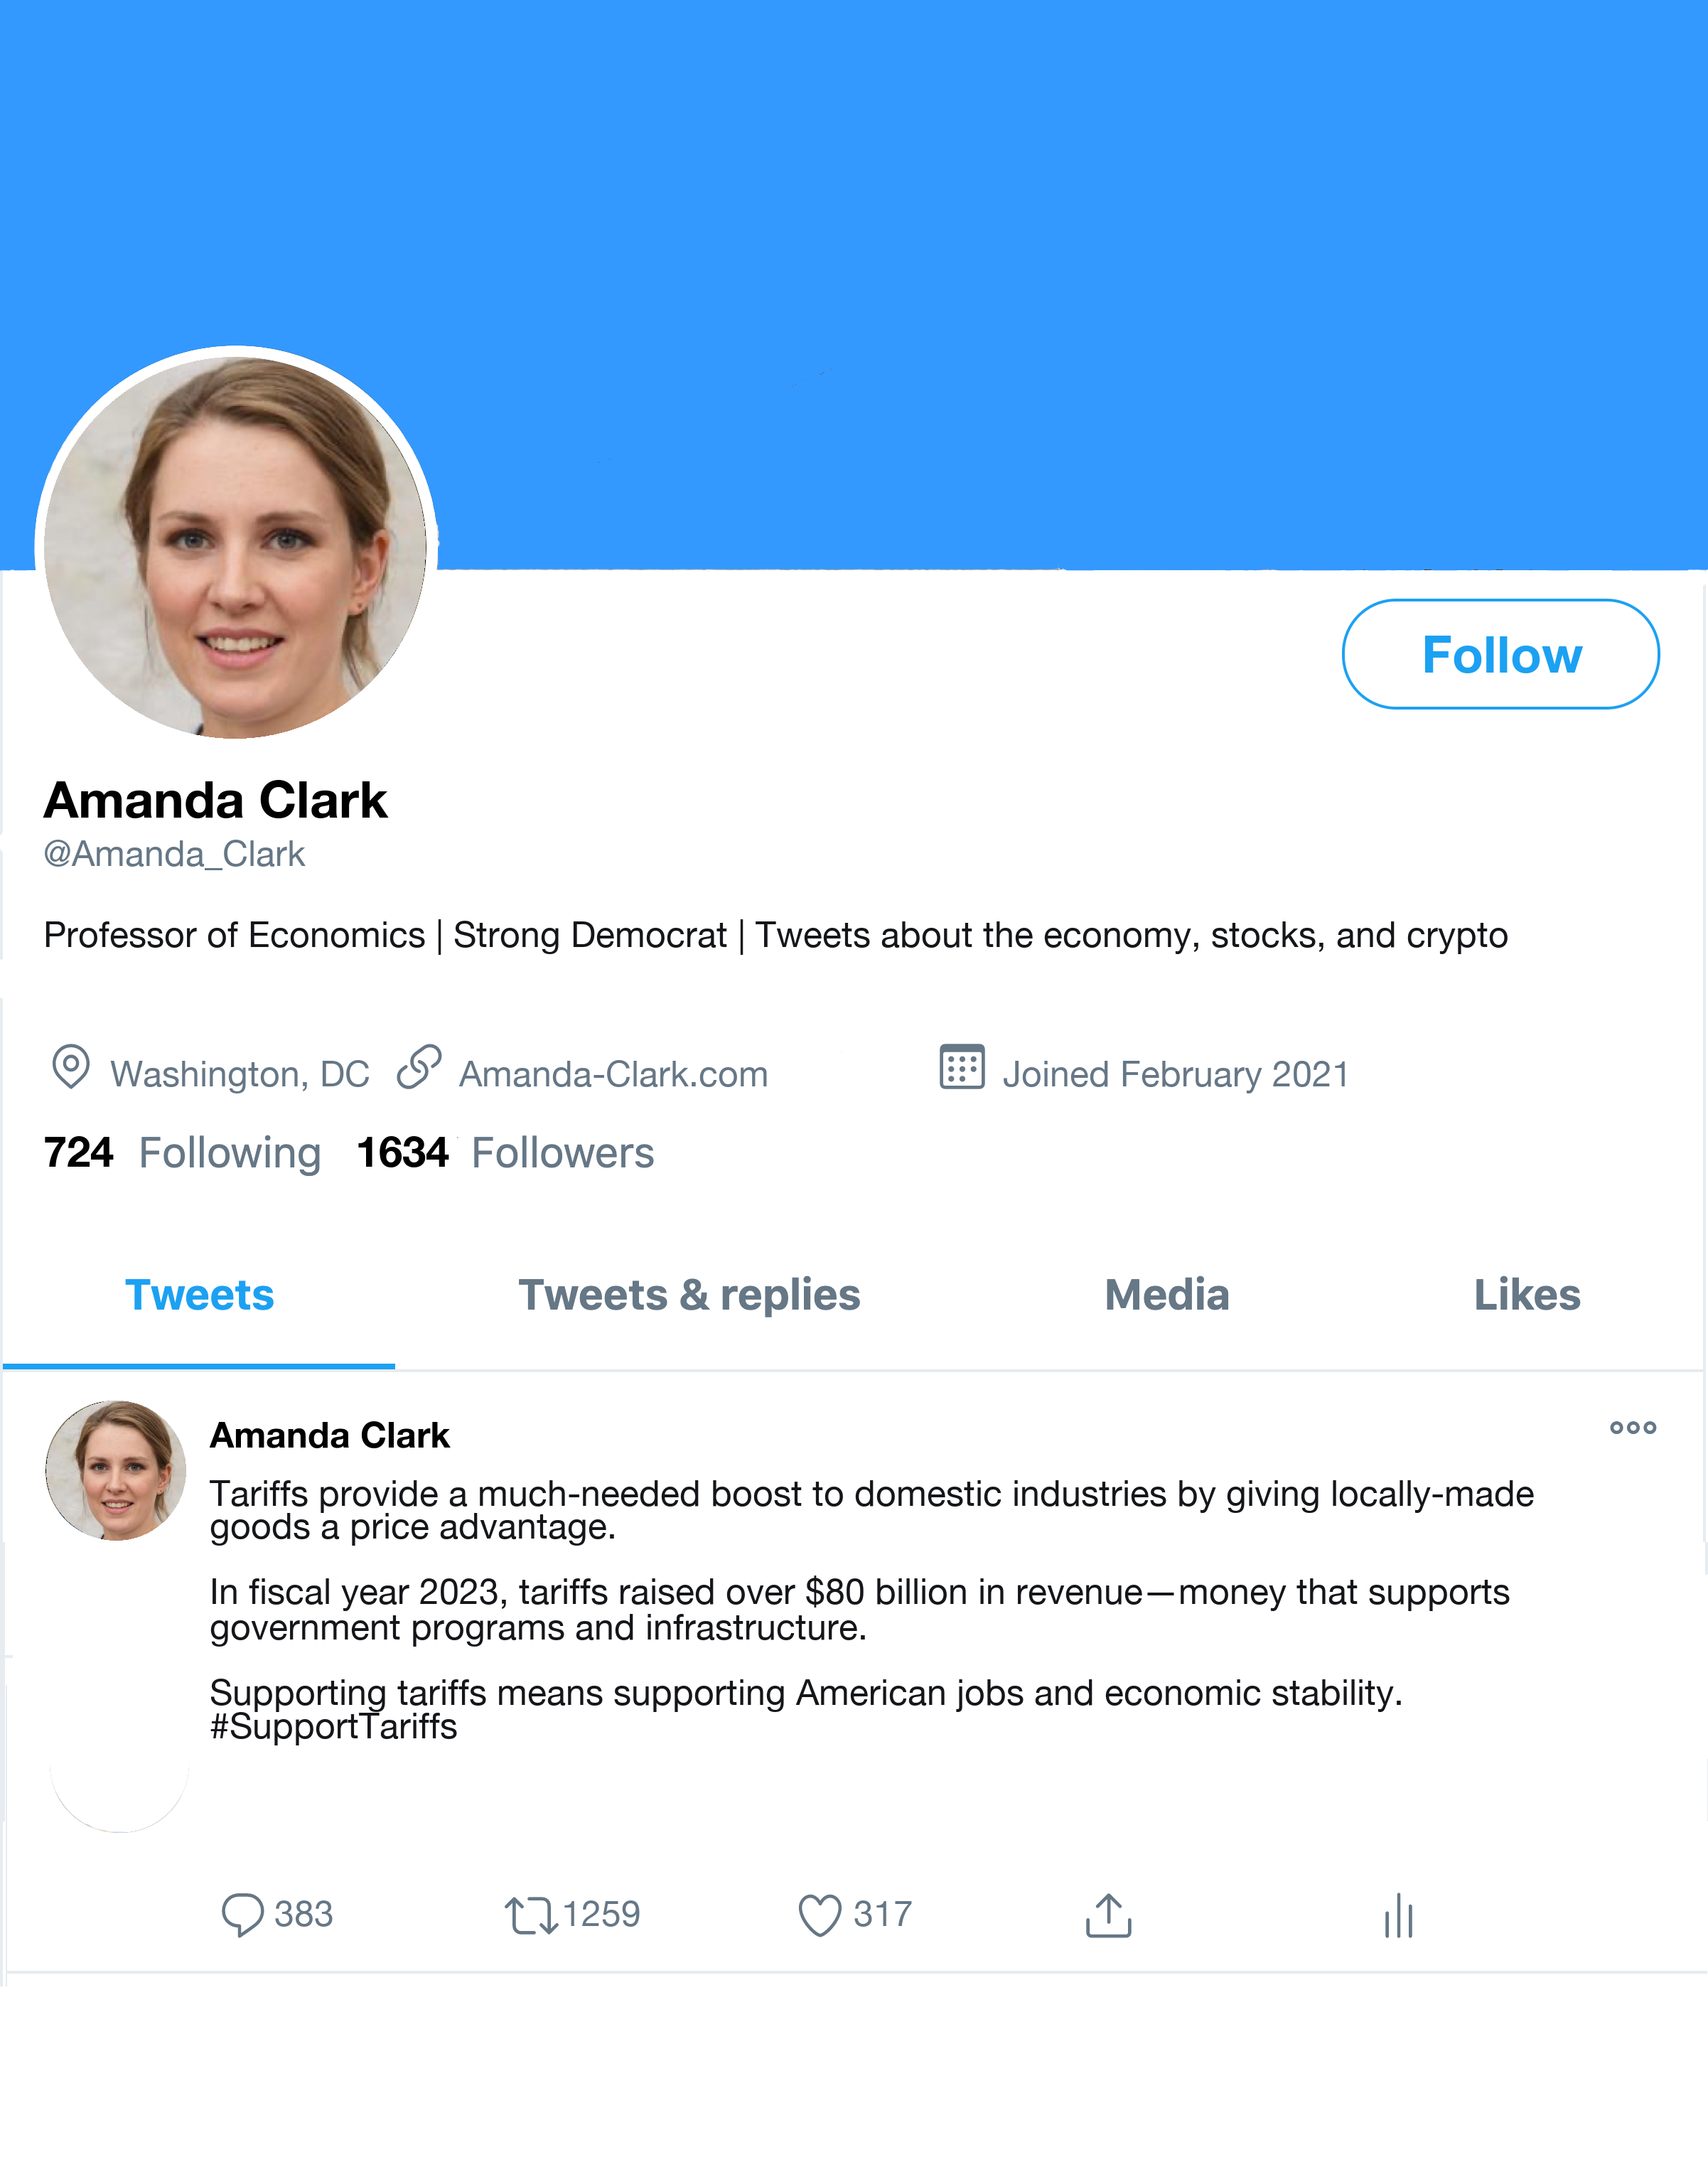 Follow
Amanda Clark
@Amanda_Clark
Professor of Economics | Strong Democrat | Tweets about the economy, stocks, and crypto
Washington, DC Amanda-Clark.com Joined February 2021
724 Following 1634 Followers
Tweets Tweets & replies Media Likes
Amanda Clark
Tariffs provide a much-needed boost to domestic industries by giving locally-made
goods a price advantage.
In fiscal year 2023, tariffs raised over $80 billion in revenue—money that supports
government programs and infrastructure.
Supporting tariffs means supporting American jobs and economic stability.
#SupportTariffs
383 1259 317